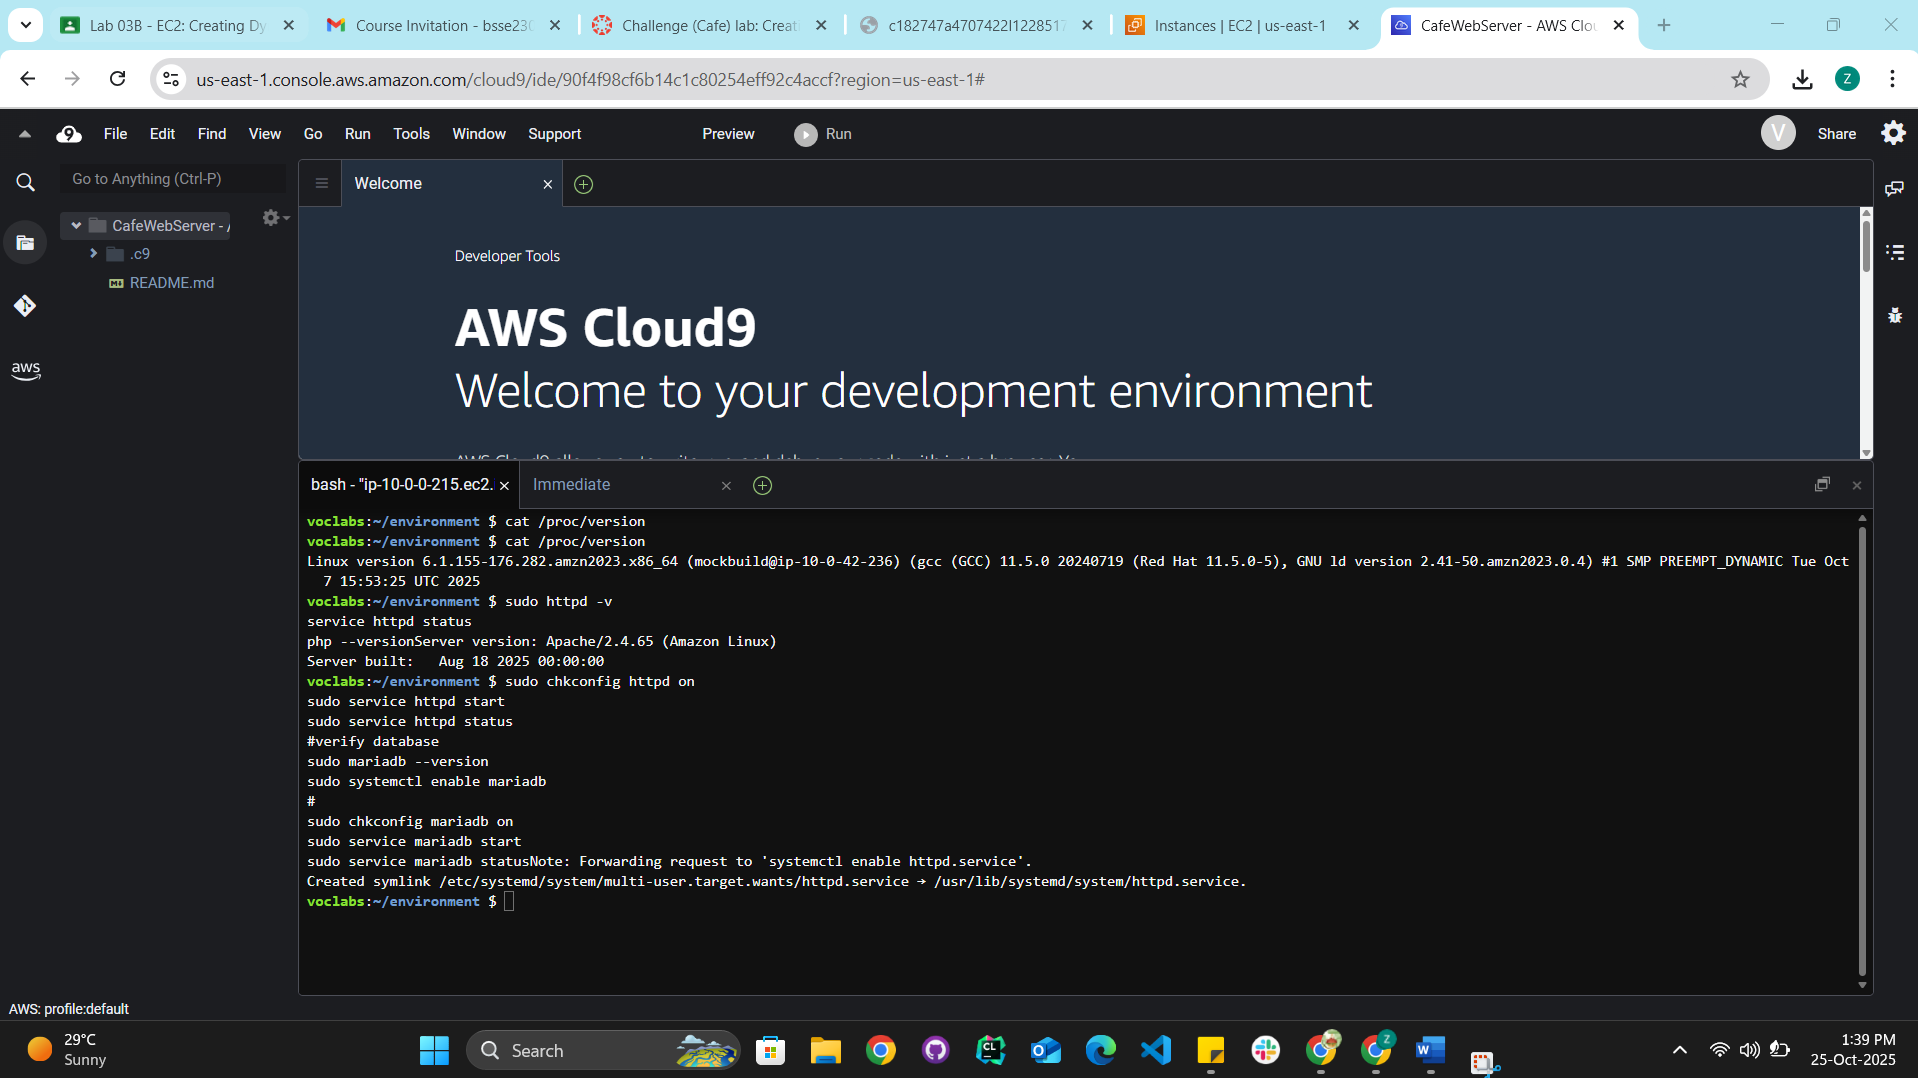 Lab 03B - EC2: Creating Dy
Course Invitation - bsse230
Challenge (Cafe) lab: Creat
c182747a4707422l1228517
Instances | EC2 | us-east-1
CafeWebServer - AWS Clou
us-east-1.console.aws.amazon.com/cloud9/ide/90f4f98cf6b14c1c80254eff92c4accf?region=us-east-1#
Z
9 File Edit Find View Go Run Tools Window Support Preview Run V Share
Go to Anything (Ctrl-P)
Welcome
CafeWebServer - /
.c9
README.md
aws
Developer Tools
AWS Cloud9
Welcome to your development environment
bash - "ip-10-0-0-215.ec2. Immediate
voclabs:~/environment $ cat /proc/version
voclabs:~/environment $ cat /proc/version
Linux version 6.1.155-176.282.amzn2023.x86_64 (mockbuild@ip-10-0-42-236) (gcc (GCC) 11.5.0 20240719 (Red Hat 11.5.0-5), GNU ld version 2.41-50.amzn2023.0.4) #1 SMP PREEMPT_DYNAMIC Tue Oct
7 15:53:25 UTC 2025
voclabs:~/environment $ sudo httpd -v
service httpd status
php --versionServer version: Apache/2.4.65 (Amazon Linux)
Server built:   Aug 18 2025 00:00:00
voclabs:~/environment $ sudo chkconfig httpd on
sudo service httpd start
sudo service httpd status
#verify database
sudo mariadb --version
sudo systemctl enable mariadb
#
sudo chkconfig mariadb on
sudo service mariadb start
sudo service mariadb statusNote: Forwarding request to 'systemctl enable httpd.service'.
Created symlink /etc/systemd/system/multi-user.target.wants/httpd.service → /usr/lib/systemd/system/httpd.service.
voclabs:~/environment $
AWS: profile:default
29°C
Sunny
Search
1:39 PM
25-Oct-2025